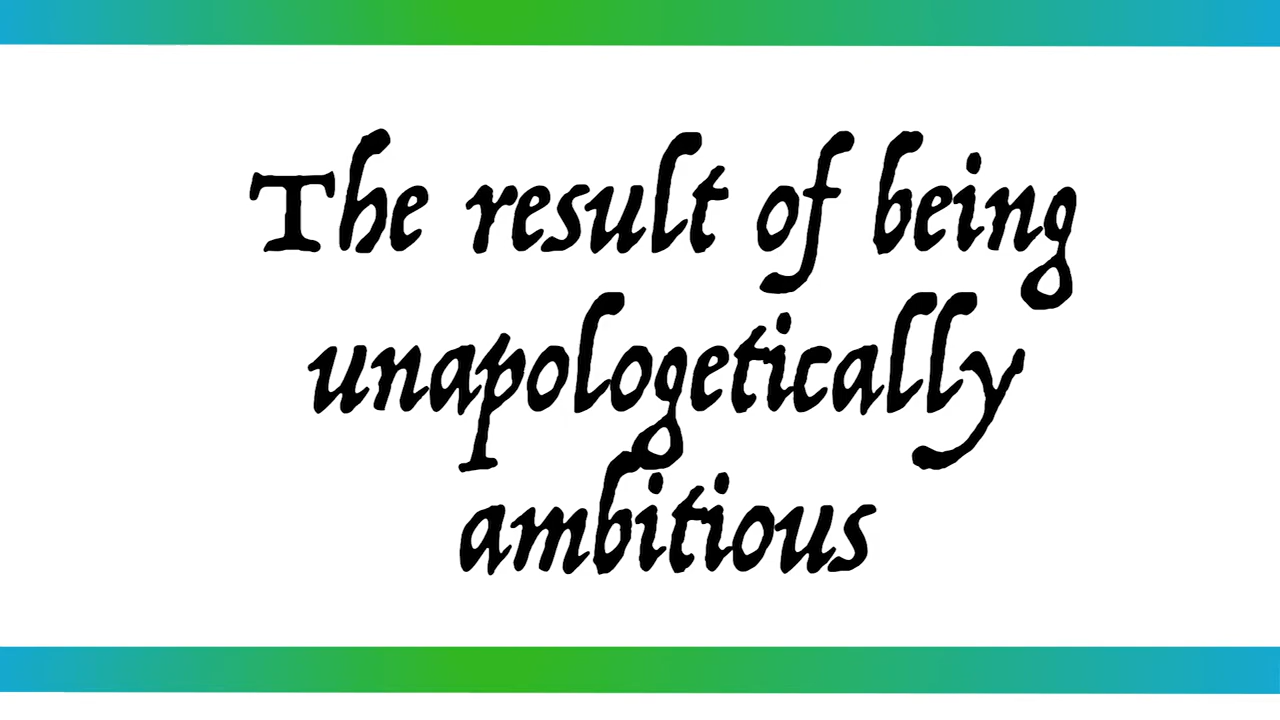 The result of being
unapologetically
ambitious